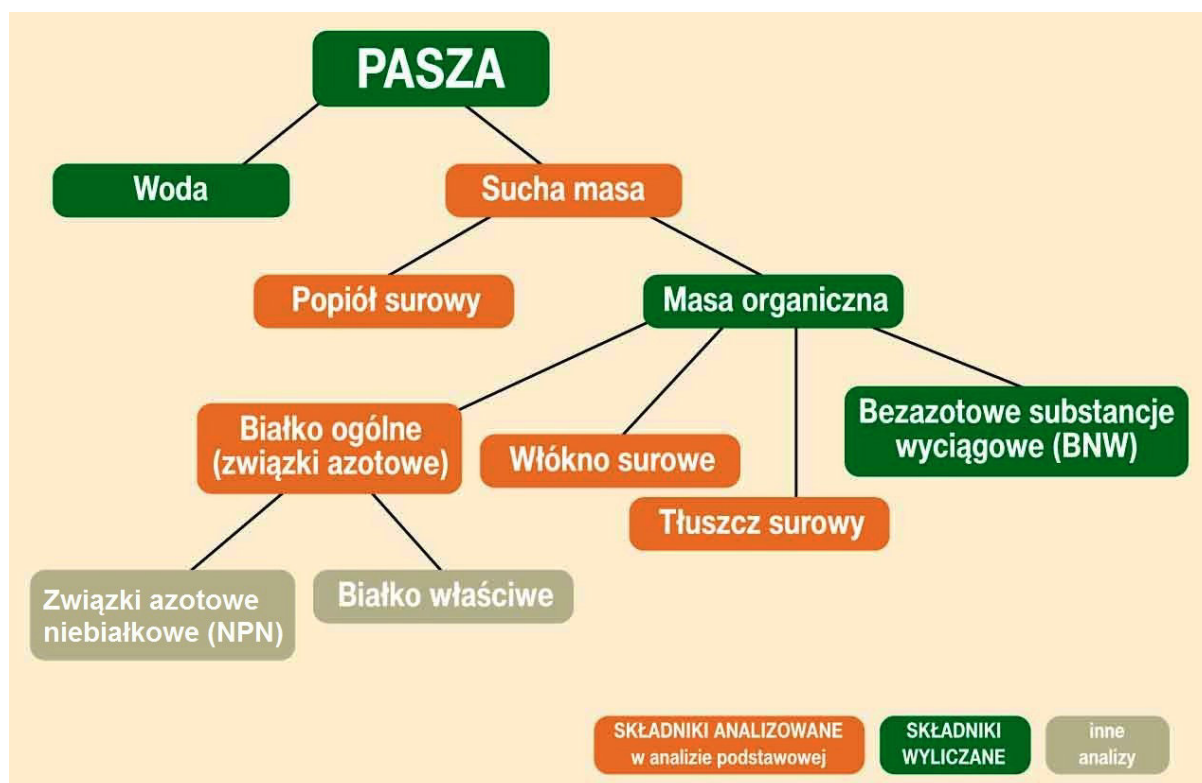 PASZA
Woda
Sucha masa
Popiół surowy
Masa organiczna
Białko ogólne
(związki azotowe)
Włókno surowe
Tłuszcz surowy
Bezazotowe substancje
wyciągowe (BNW)
Związki azotowe
niebiałkowe (NPN)
Białko właściwe
SKŁADNIKI ANALIZOWANE
w analizie podstawowej
SKŁADNIKI
WYLICZANE
inne
analizy